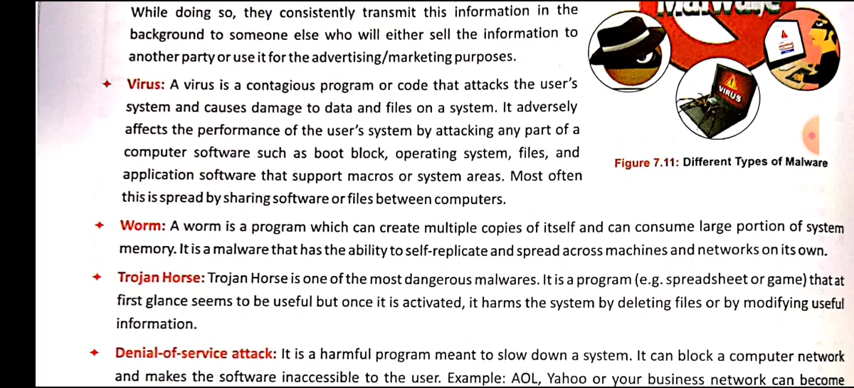 While doing so, they consistently transmit this information in the
background to someone else who will either sell the information to
another party or use it for the advertising/marketing purposes.
Virus: A virus is a contagious program or code that attacks the user's
system and causes damage to data and files on a system. It adversely
affects the performance of the user's system by attacking any part of a
computer software such as boot block, operating system, files, and
application software that support macros or system areas. Most often
this is spread by sharing software or files between computers.
Malware
VIRUS
Figure 7.11: Different Types of Malware
Worm: A worm is a program which can create multiple copies of itself and can consume large portion of system
memory. It is a malware that has the ability to self-replicate and spread across machines and networks on its own.
Trojan Horse: Trojan Horse is one of the most dangerous malwares. It is a program (e.g. spreadsheet or game) that at
first glance seems to be useful but once it is activated, it harms the system by deleting files or by modifying useful
information.
Denial-of-service attack: It is a harmful program meant to slow down a system. It can block a computer network
and makes the software inaccessible to the user. Example: AOL, Yahoo or your business network can become